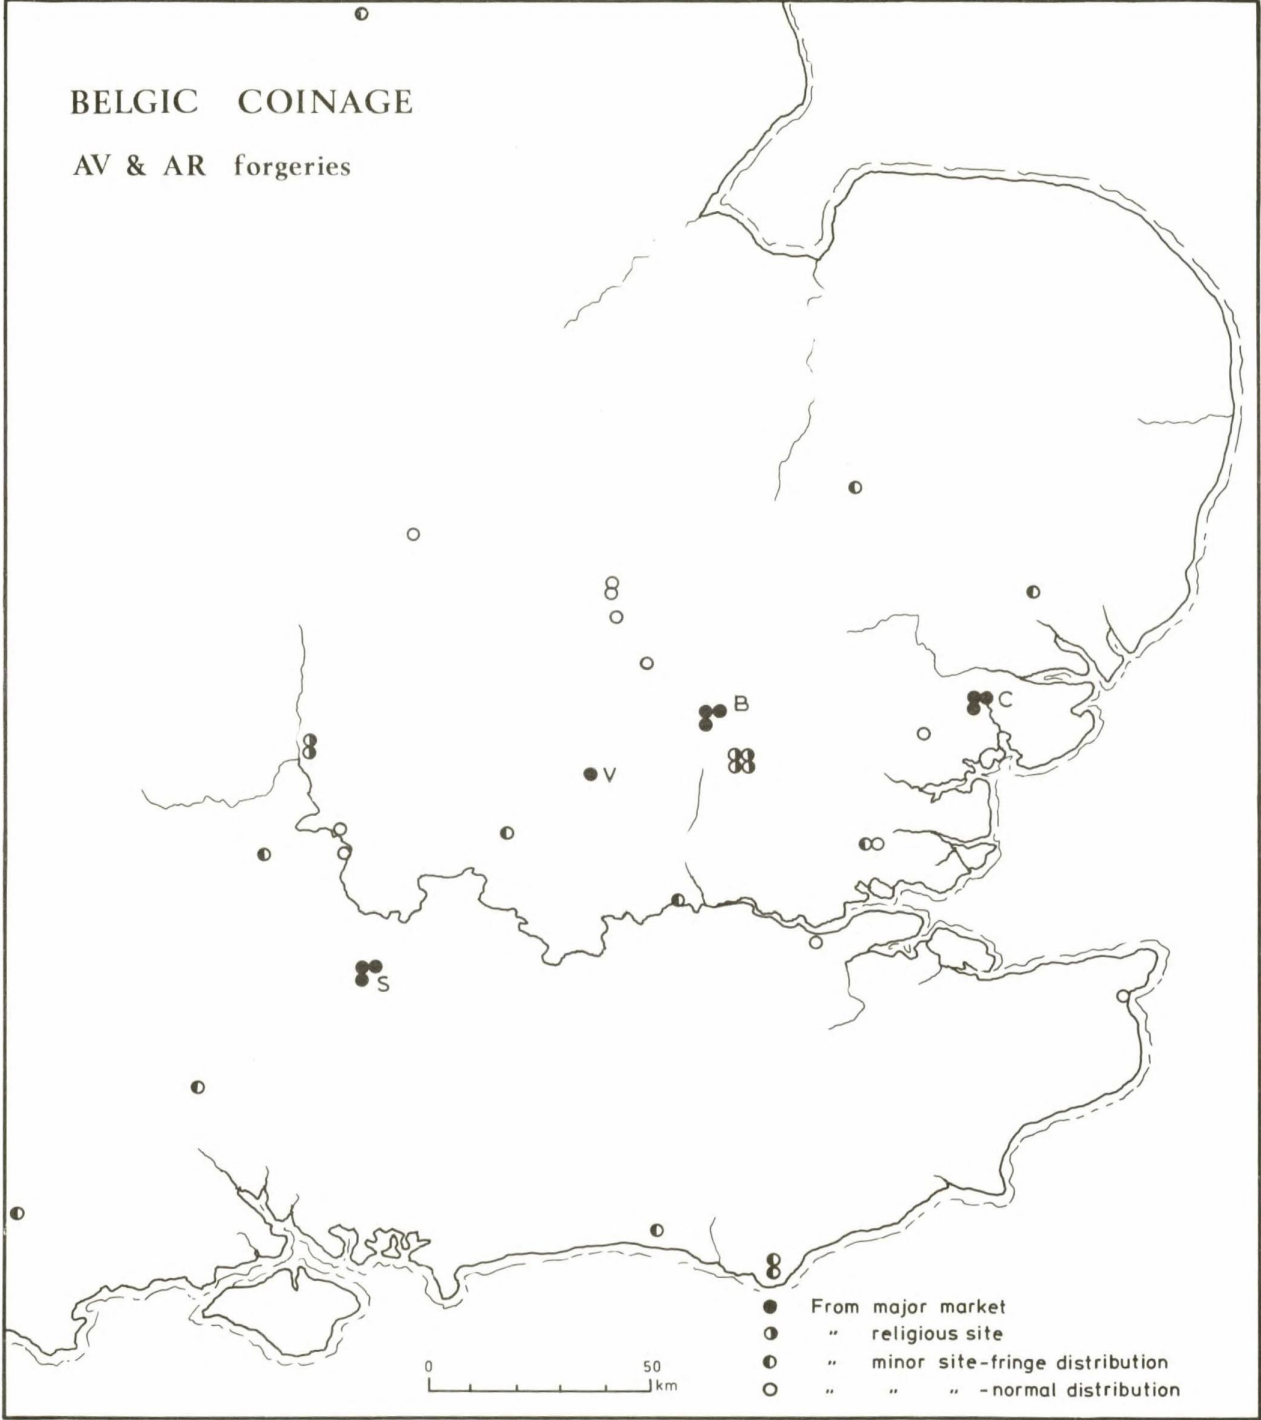 BELGIC COINAGE
AV & AR forgeries
B
C
V
S
From major market
" religious site
" minor site-fringe distribution
" " " -normal distribution
0 50
km